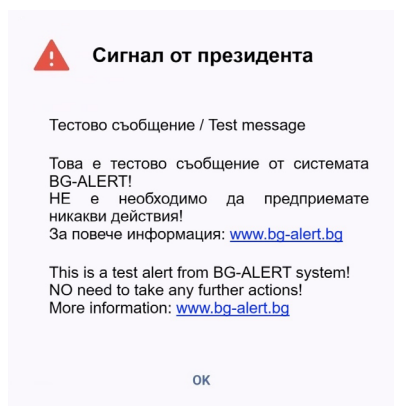 Сигнал от президента
Тестово съобщение / Test message
Това е тестово съобщение от системата
BG-ALERT!
НЕ е необходимо да предприемате
никакви действия!
За повече информация: www.bg-alert.bg
This is a test alert from BG-ALERT system!
NO need to take any further actions!
More information: www.bg-alert.bg
OK